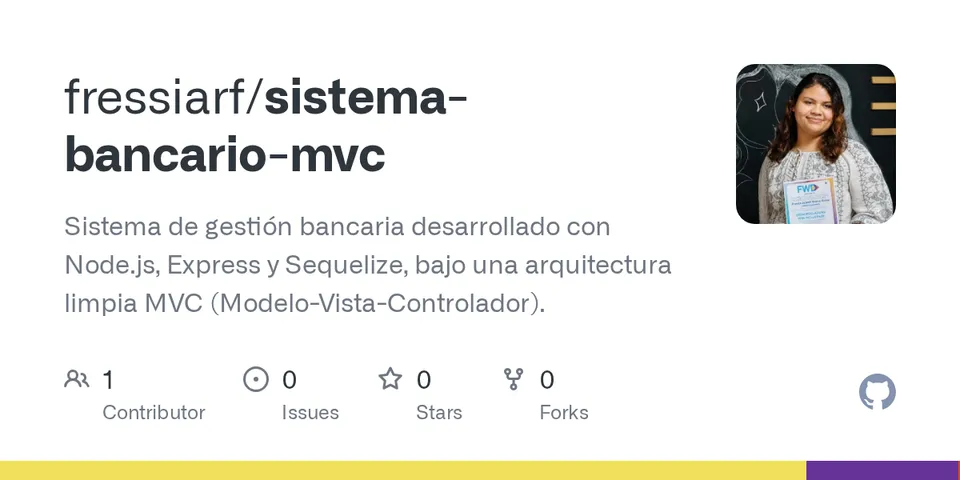 fressiarf/sistema-
bancario-mvc
Sistema de gestión bancaria desarrollado con
Node.js, Express y Sequelize, bajo una arquitectura
limpia MVC (Modelo-Vista-Controlador).
1
Contributor
0
Issues
0
Stars
0
Forks
FWD